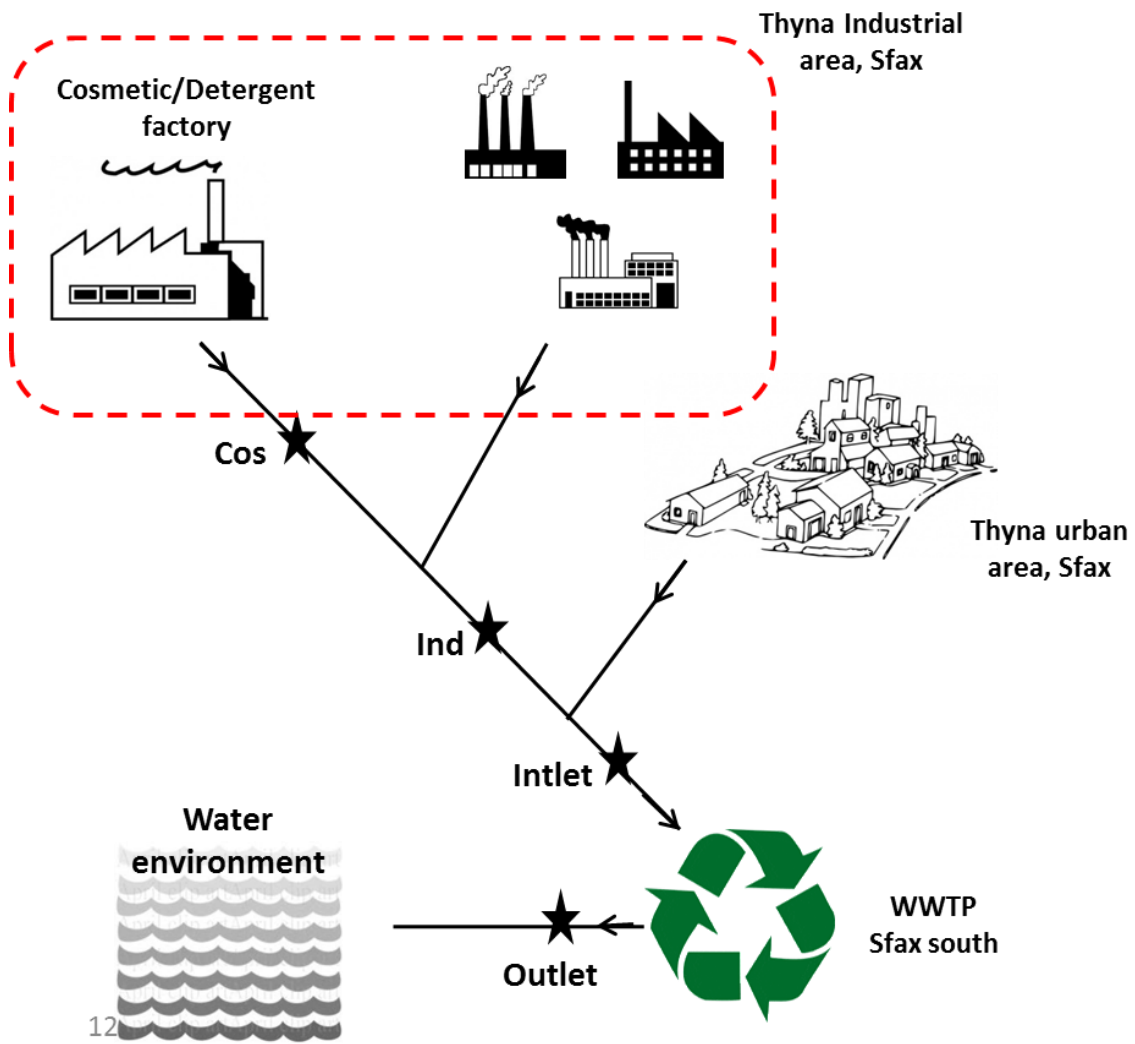 Thyna Industrial
area, Sfax
Cosmetic/Detergent
factory
Cos
Thyna urban
area, Sfax
Ind
Intlet
Water
environment
WWTP
Sfax south
Outlet
12